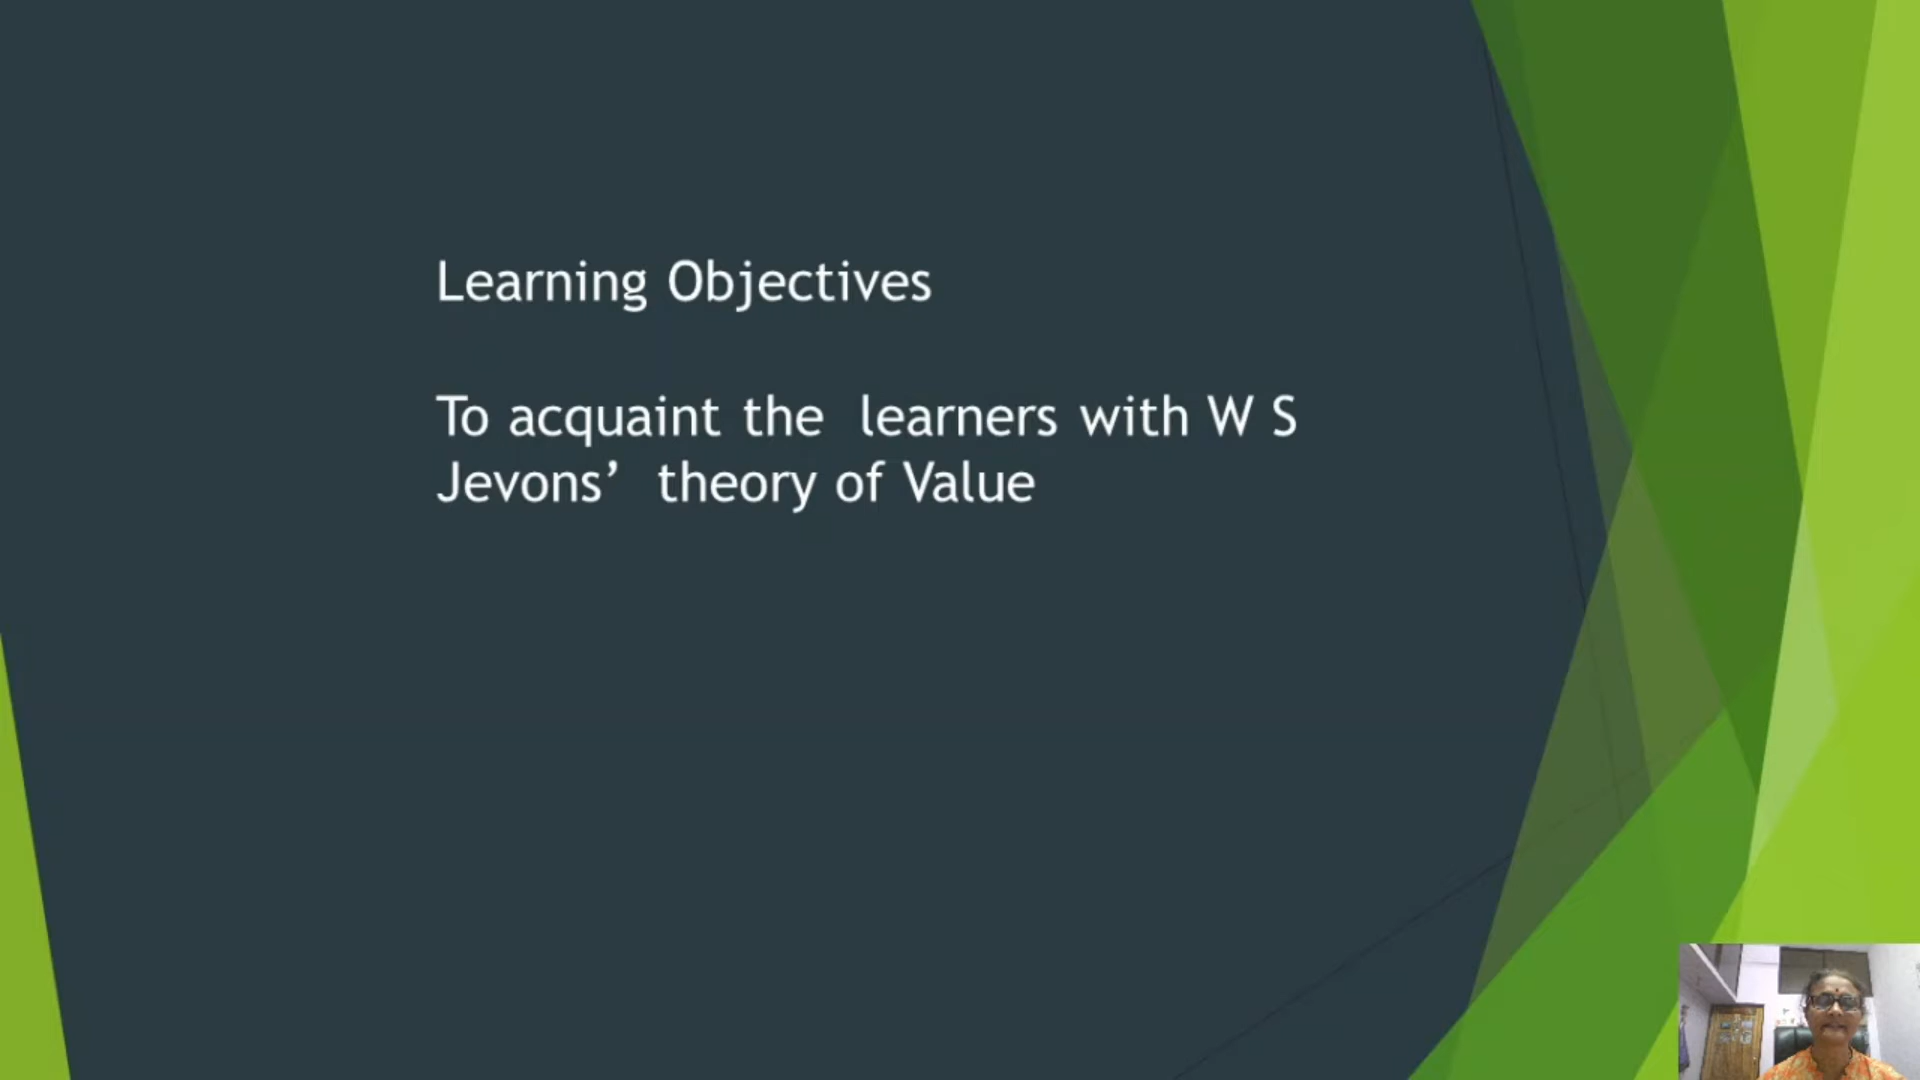 Learning Objectives
To acquaint the learners with W S
Jevons’ theory of Value